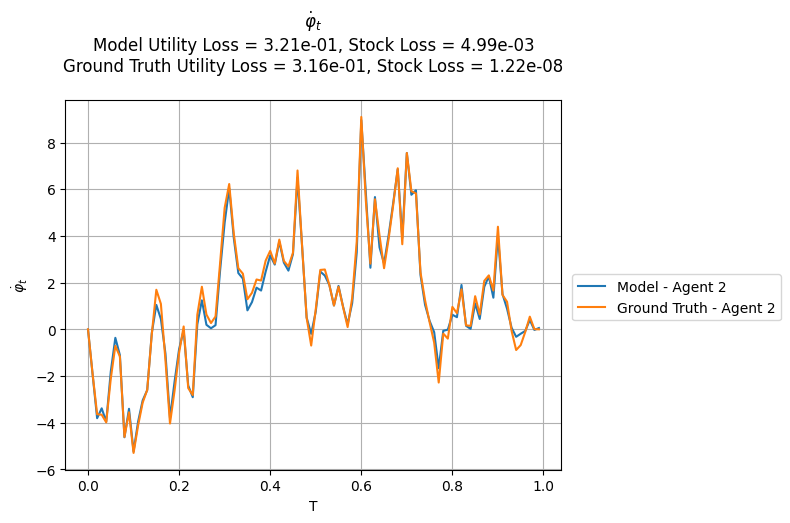 φ̇_t
Model Utility Loss = 3.21e-01, Stock Loss = 4.99e-03
Ground Truth Utility Loss = 3.16e-01, Stock Loss = 1.22e-08
8
6
4
2
0
−2
−4
−6
φ̇_t
0.0 0.2 0.4 0.6 0.8 1.0
T
Model - Agent 2
Ground Truth - Agent 2